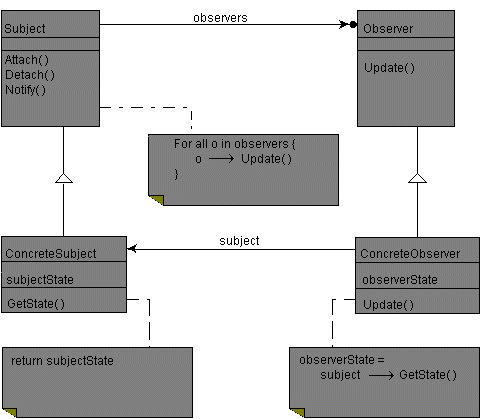 observers
Subject
Observer
Attach()
Detach()
Notify()
Update()
For all o in observers {
o ⟶ Update()
}
subject
ConcreteSubject
subjectState
GetState()
ConcreteObserver
observerState
Update()
return subjectState
observerState =
subject ⟶ GetState()